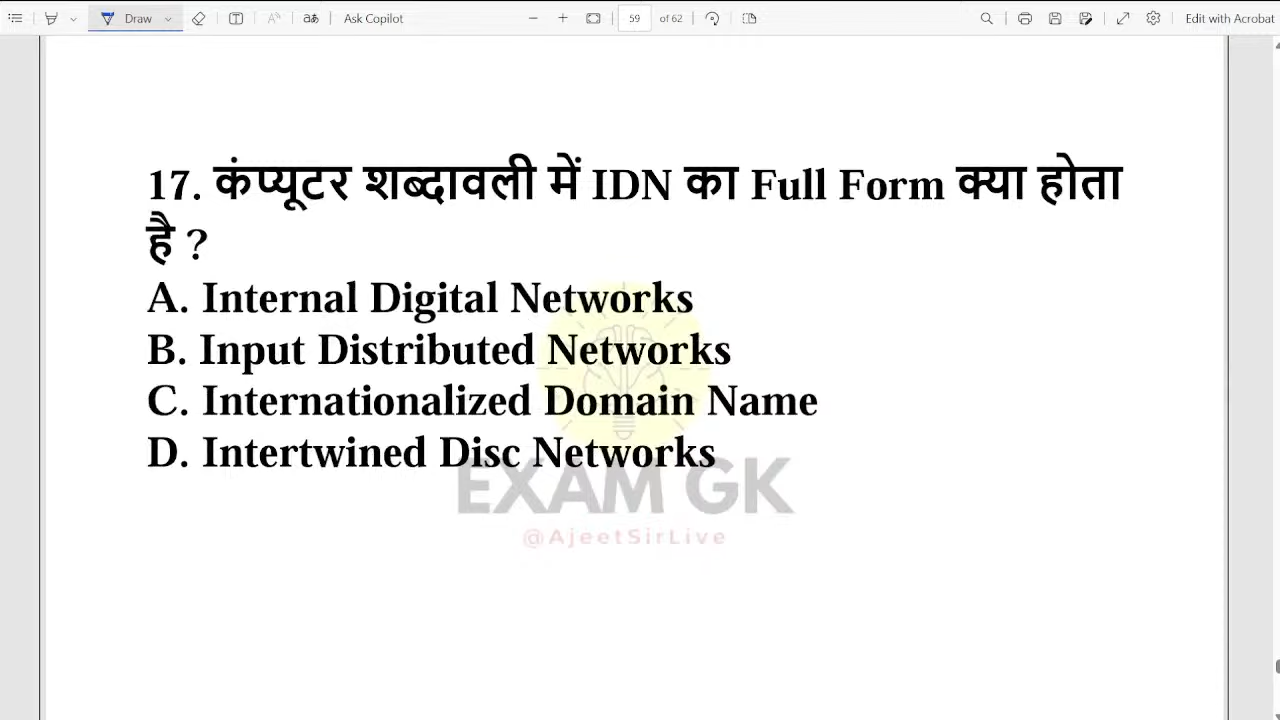 Draw
Ask Copilot
59 of 62
Edit with Acrobat
17. कंप्यूटर शब्दावली में IDN का Full Form क्या होता
है ?
A. Internal Digital Networks
B. Input Distributed Networks
C. Internationalized Domain Name
D. Intertwined Disc Networks
EXAM GK
@AjeetSirLive